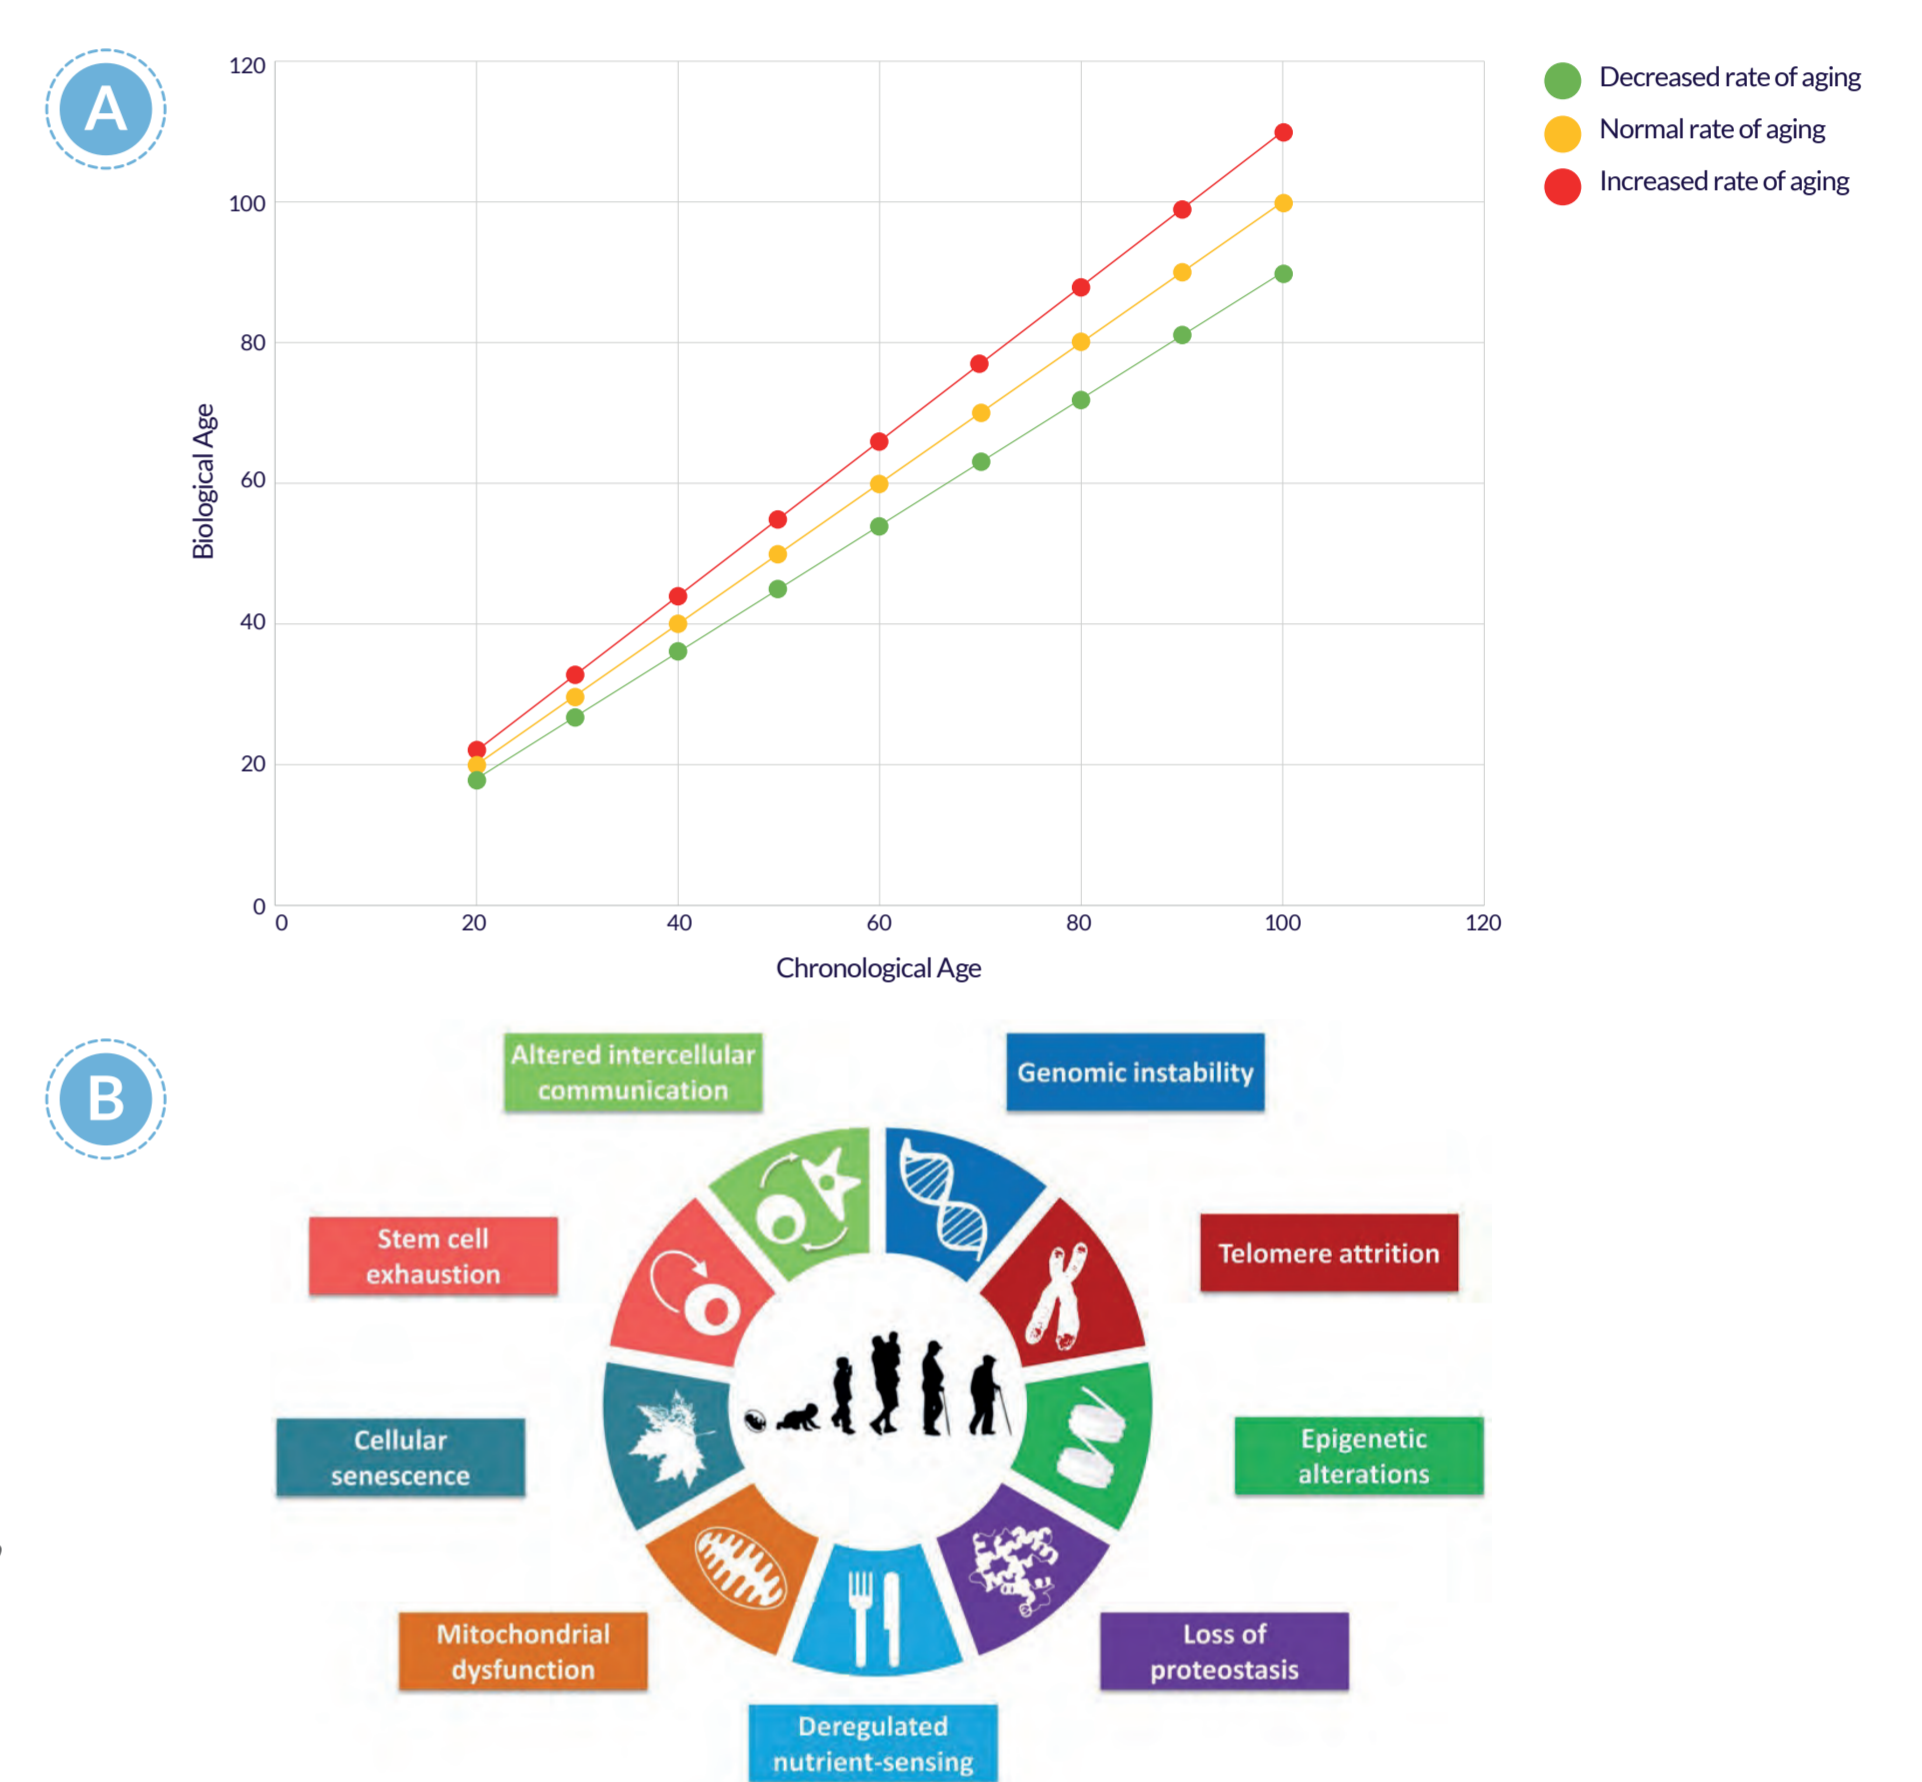 A
120
100
80
60
40
20
0
Biological Age
0 20 40 60 80 100 120
Chronological Age
Decreased rate of aging
Normal rate of aging
Increased rate of aging
B
Altered intercellular
communication
Genomic instability
Stem cell
exhaustion
Telomere attrition
Cellular
senescence
Epigenetic
alterations
Mitochondrial
dysfunction
Loss of
proteostasis
Deregulated
nutrient-sensing